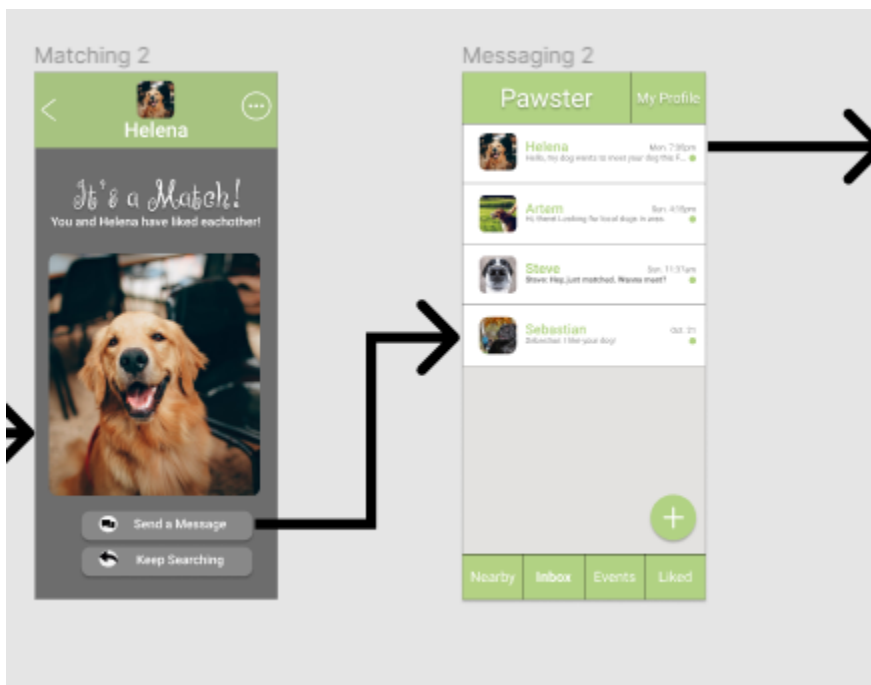 Matching 2
Helena
It's a Match!
You and Helena have liked eachother!
Send a Message
Keep Searching
Messaging 2
Pawster
My Profile
Helena
Mon. 7:35pm
Hello, my dog wants to meet your dog this F...
Artem
Sun. 4:15pm
Hi, there! Looking for local dogs in area.
Steve
Sun. 11:31am
Steve: Hey, just matched. Wanna meet?
Sebastian
Oct. 21
Sebastian: I like your dog!
Nearby
Inbox
Events
Liked